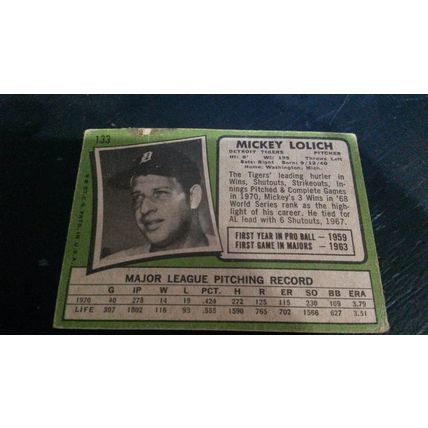 133
MICKEY LOLICH
DETROIT TIGERS PITCHER
Ht: 6' Wt: 195 Throws: Left
Bats: Right Born: 9/12/40
Home: Washington, Mich.
The Tigers' leading hurler in
Wins, Shutouts, Strikeouts, In-
nings Pitched & Complete Games
in 1970, Mickey's 3 Wins in '68
World Series rank as the high-
light of his career. He tied for
AL lead with 6 Shutouts, 1967.
FIRST YEAR IN PRO BALL — 1959
FIRST GAME IN MAJORS — 1963
MAJOR LEAGUE PITCHING RECORD
G IP W L PCT. H R ER SO BB ERA
1970 40 273 14 19 .424 272 125 115 230 109 3.79
LIFE 307 1802 116 93 .555 1590 765 702 1566 627 3.51